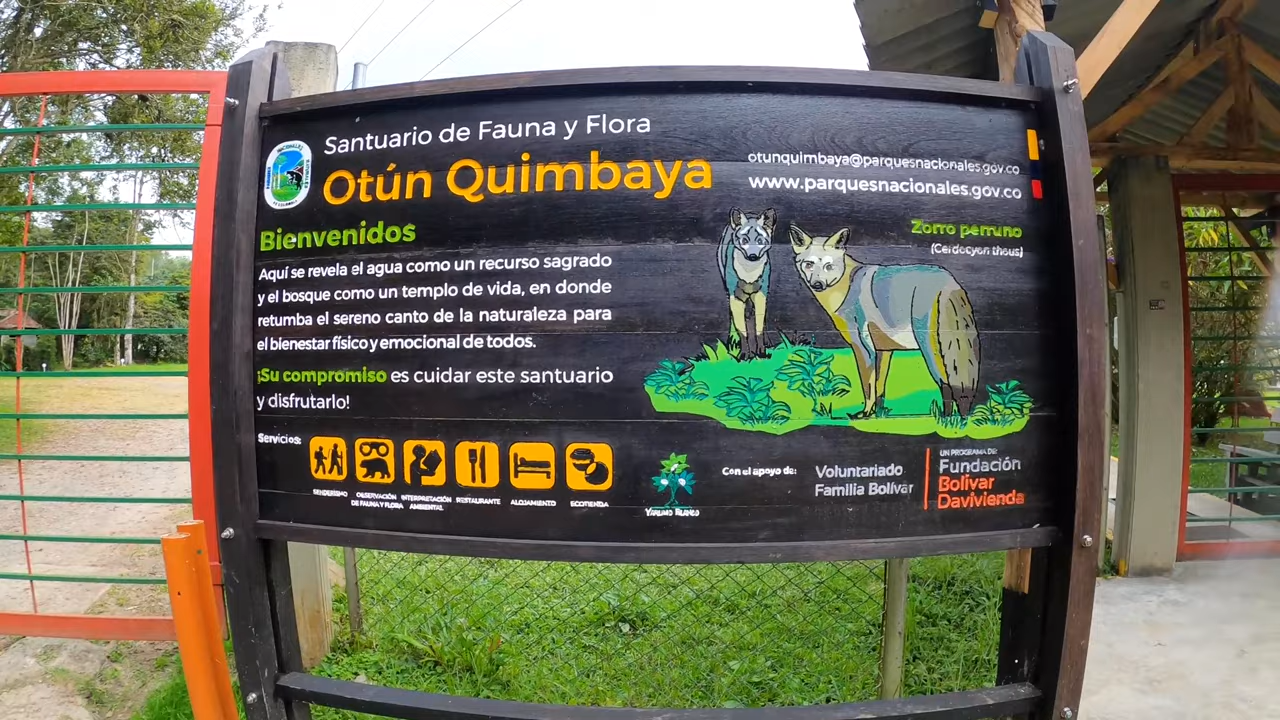 Santuario de Fauna y Flora
Otún Quimbaya
otunquimbaya@parquesnacionales.gov.co
www.parquesnacionales.gov.co
Bienvenidos
Aquí se revela el agua como un recurso sagrado
y el bosque como un templo de vida, en donde
retumba el sereno canto de la naturaleza para
el bienestar físico y emocional de todos.
¡Su compromiso es cuidar este santuario
y disfrutarlo!
Zorro perruno
(Cerdocyon thous)
Servicios:
SENDERISMO
OBSERVACIÓN
DE FAUNA Y FLORA
INTERPRETACIÓN
AMBIENTAL
RESTAURANTE
ALOJAMIENTO
ECOTIENDA
Yarumo Blanco
Con el apoyo de:
Voluntariado
Familia Bolívar
UN PROGRAMA DE:
Fundación
Bolívar
Davivienda